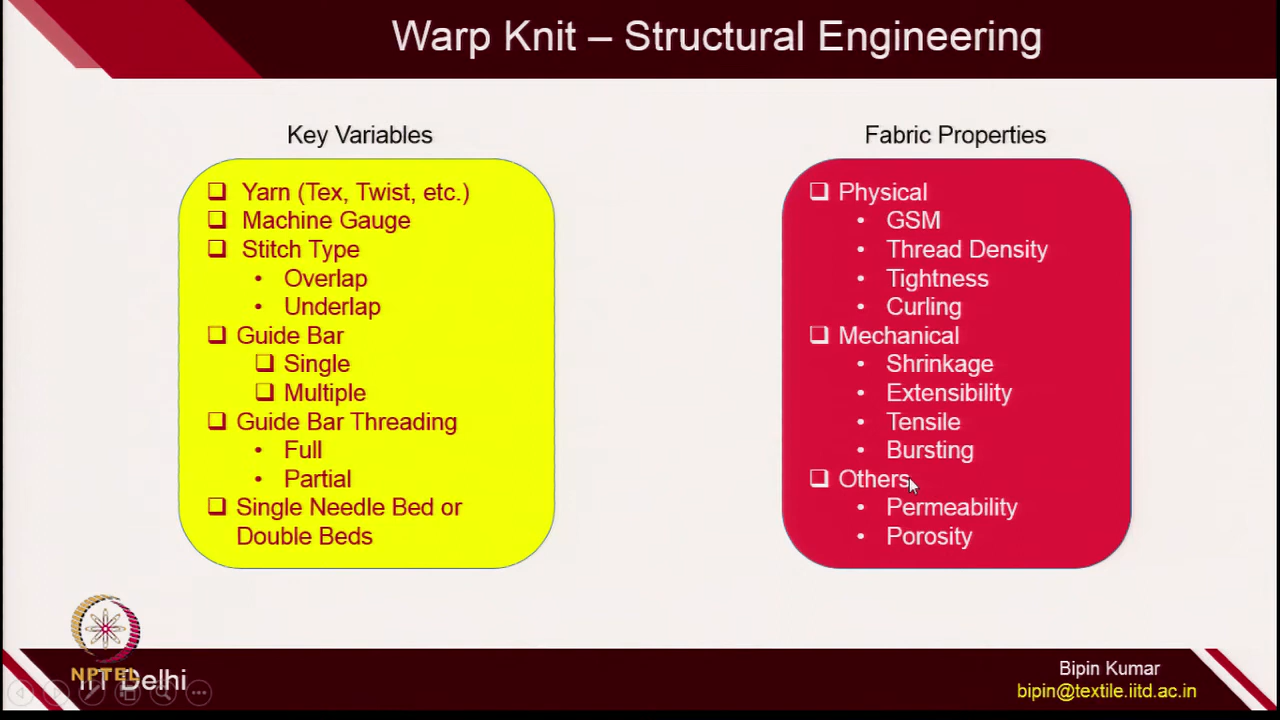 Warp Knit – Structural Engineering
Key Variables
❑ Yarn (Tex, Twist, etc.)
❑ Machine Gauge
❑ Stitch Type
• Overlap
• Underlap
❑ Guide Bar
❑ Single
❑ Multiple
❑ Guide Bar Threading
• Full
• Partial
❑ Single Needle Bed or
Double Beds
Fabric Properties
❑ Physical
• GSM
• Thread Density
• Tightness
• Curling
❑ Mechanical
• Shrinkage
• Extensibility
• Tensile
• Bursting
❑ Others
• Permeability
• Porosity
NPTEL
IIT Delhi
Bipin Kumar
bipin@textile.iitd.ac.in